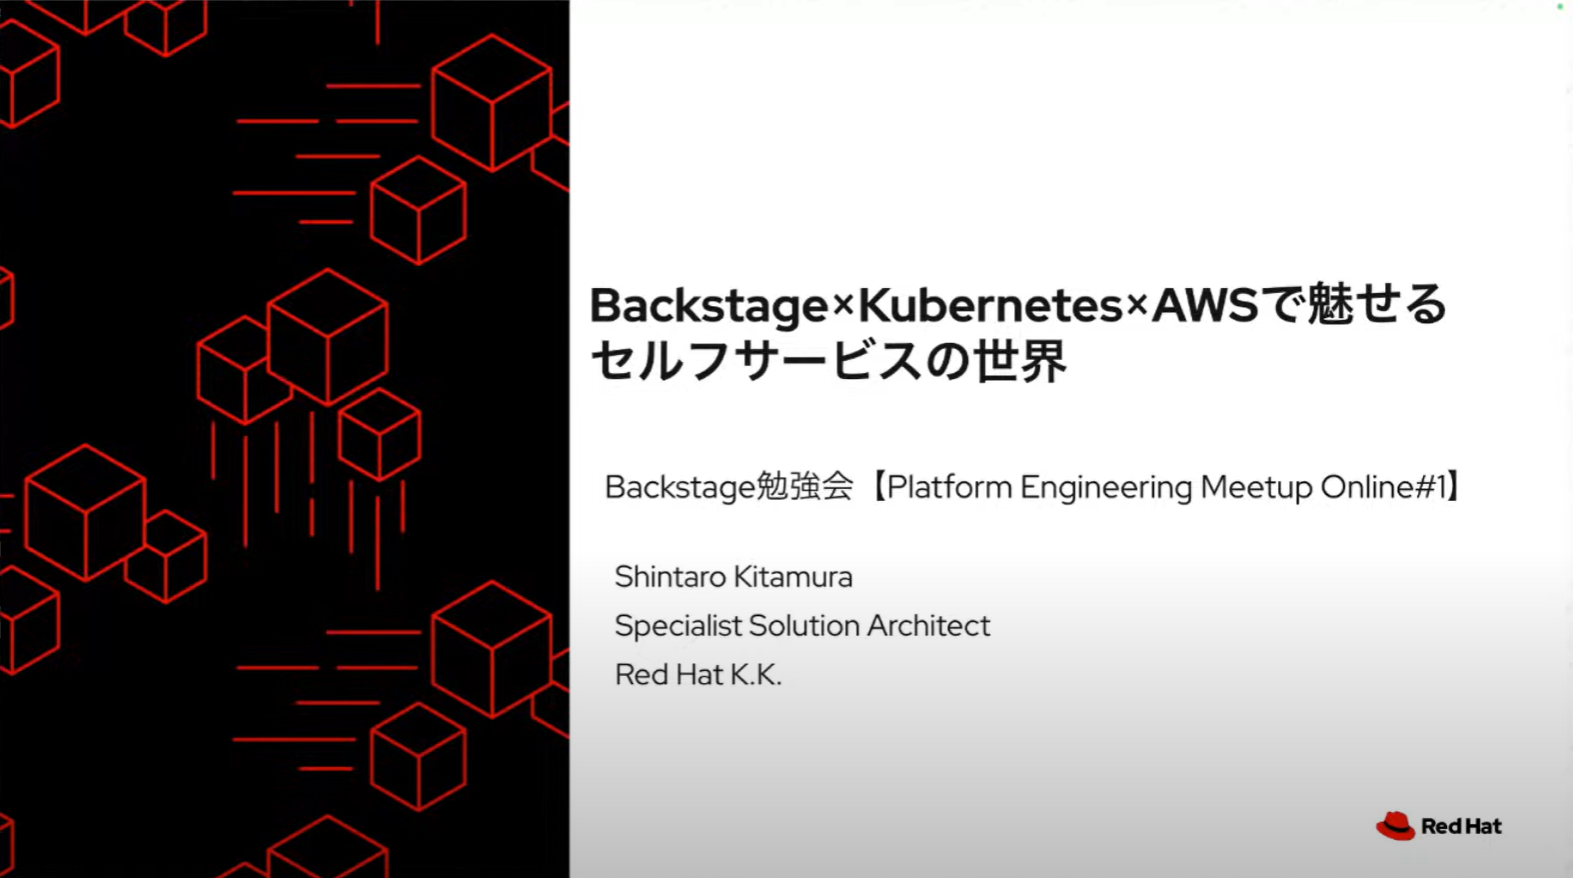 Backstage×Kubernetes×AWSで魅せる
セルフサービスの世界
Backstage勉強会【Platform Engineering Meetup Online#1】
Shintaro Kitamura
Specialist Solution Architect
Red Hat K.K.
Red Hat